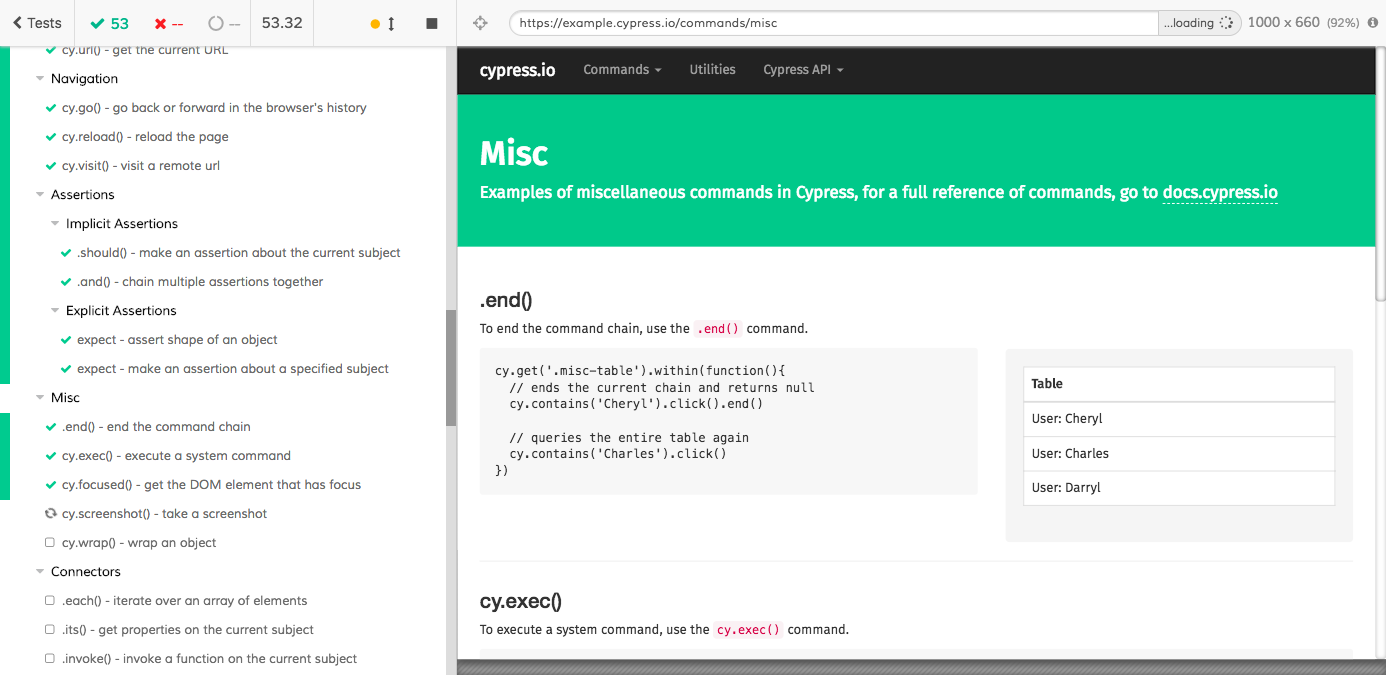 Tests 53 -- -- 53.32
https://example.cypress.io/commands/misc ...loading 1000 x 660 (92%)
cy.url() - get the current URL
Navigation
cy.go() - go back or forward in the browser's history
cy.reload() - reload the page
cy.visit() - visit a remote url
Assertions
Implicit Assertions
.should() - make an assertion about the current subject
.and() - chain multiple assertions together
Explicit Assertions
expect - assert shape of an object
expect - make an assertion about a specified subject
Misc
.end() - end the command chain
cy.exec() - execute a system command
cy.focused() - get the DOM element that has focus
cy.screenshot() - take a screenshot
cy.wrap() - wrap an object
Connectors
.each() - iterate over an array of elements
.its() - get properties on the current subject
.invoke() - invoke a function on the current subject
cypress.io Commands Utilities Cypress API
Misc
Examples of miscellaneous commands in Cypress, for a full reference of commands, go to docs.cypress.io
.end()
To end the command chain, use the .end() command.
cy.get('.misc-table').within(function(){
// ends the current chain and returns null
cy.contains('Cheryl').click().end()
// queries the entire table again
cy.contains('Charles').click()
})
Table
User: Cheryl
User: Charles
User: Darryl
cy.exec()
To execute a system command, use the cy.exec() command.